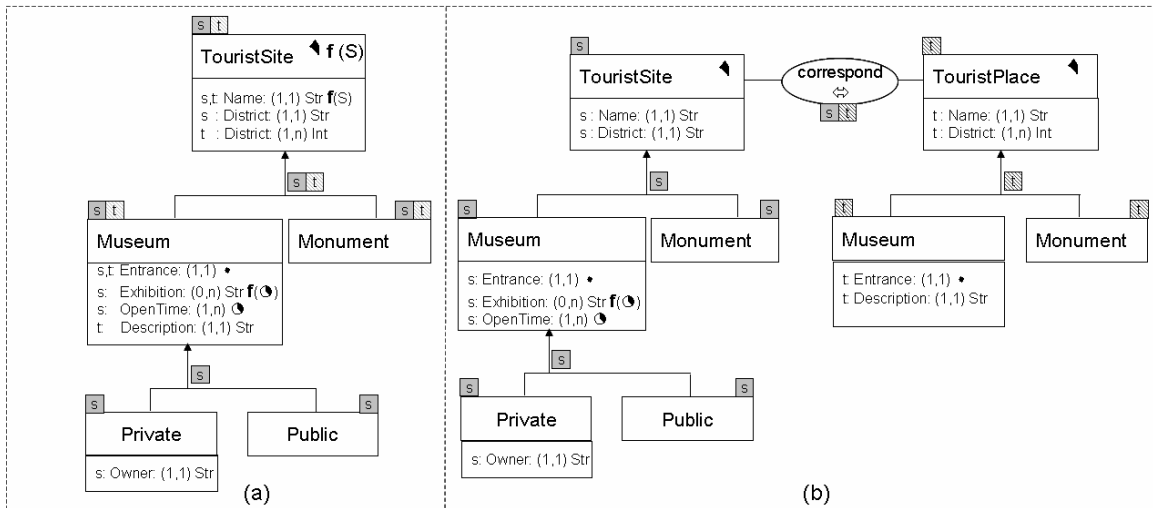 s t
TouristSite f (S)
s,t: Name: (1,1) Str f(S)
s : District: (1,1) Str
t : District: (1,n) Int
s t
s t
Museum
s,t: Entrance: (1,1)
s: Exhibition: (0,n) Str f( )
s: OpenTime: (1,n)
t: Description: (1,1) Str
s t
Monument
s
s
Private
s: Owner: (1,1) Str
s
Public
(a)
s
TouristSite
s : Name: (1,1) Str
s : District: (1,1) Str
correspond
⇔
s t
t
TouristPlace
t : Name: (1,1) Str
t : District: (1,n) Int
s
s
Museum
s: Entrance: (1,1)
s: Exhibition: (0,n) Str f( )
s: OpenTime: (1,n)
s
Monument
s
s
Private
s: Owner: (1,1) Str
s
Public
t
t
Museum
t: Entrance: (1,1)
t: Description: (1,1) Str
t
Monument
(b)